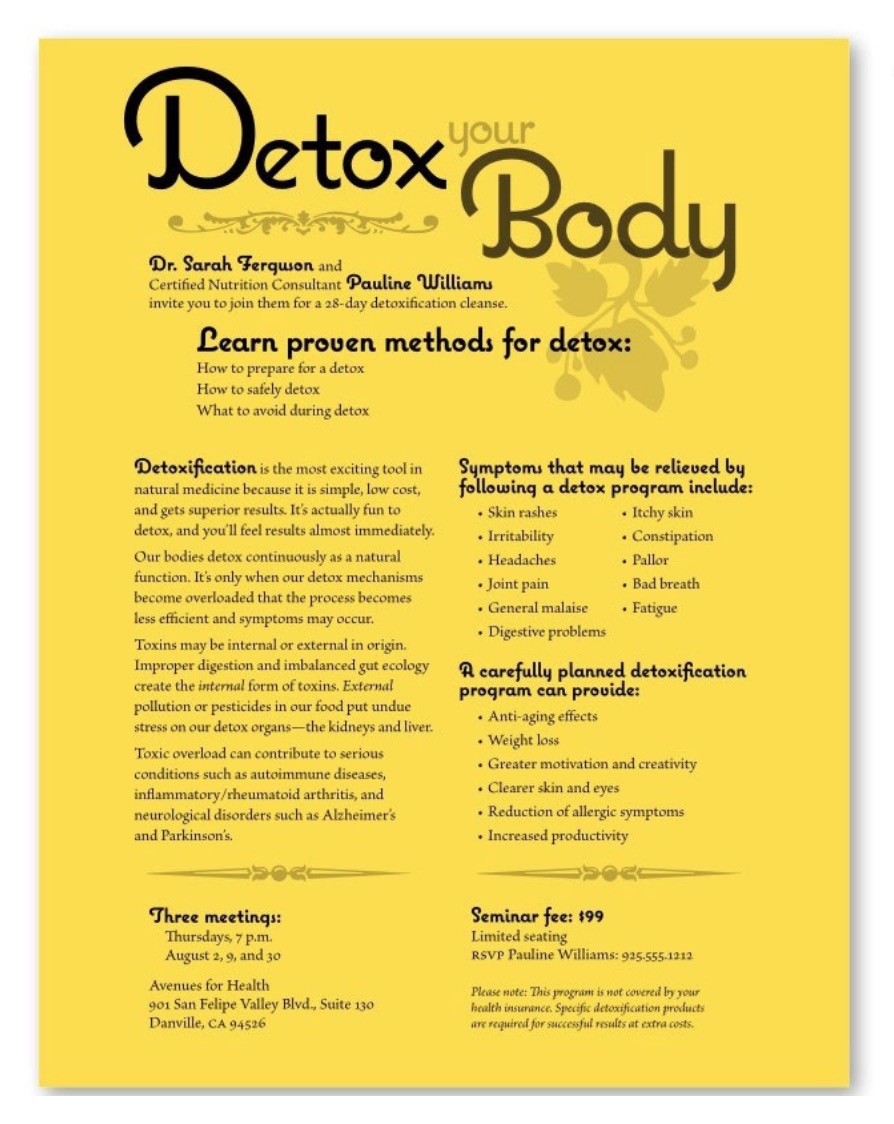 Detox your
Body
Dr. Sarah Ferguson and
Certified Nutrition Consultant Pauline Williams
invite you to join them for a 28-day detoxification cleanse.
Learn proven methods for detox:
How to prepare for a detox
How to safely detox
What to avoid during detox
Detoxification is the most exciting tool in
natural medicine because it is simple, low cost,
and gets superior results. It's actually fun to
detox, and you'll feel results almost immediately.
Our bodies detox continuously as a natural
function. It's only when our detox mechanisms
become overloaded that the process becomes
less efficient and symptoms may occur.
Toxins may be internal or external in origin.
Improper digestion and imbalanced gut ecology
create the internal form of toxins. External
pollution or pesticides in our food put undue
stress on our detox organs—the kidneys and liver.
Toxic overload can contribute to serious
conditions such as autoimmune diseases,
inflammatory/rheumatoid arthritis, and
neurological disorders such as Alzheimer's
and Parkinson's.
Symptoms that may be relieved by
following a detox program include:
• Skin rashes
• Irritability
• Headaches
• Joint pain
• General malaise
• Digestive problems
• Itchy skin
• Constipation
• Pallor
• Bad breath
• Fatigue
A carefully planned detoxification
program can provide:
• Anti-aging effects
• Weight loss
• Greater motivation and creativity
• Clearer skin and eyes
• Reduction of allergic symptoms
• Increased productivity
Three meetings:
Thursdays, 7 p.m.
August 2, 9, and 30
Avenues for Health
901 San Felipe Valley Blvd., Suite 130
Danville, CA 94526
Seminar fee: $99
Limited seating
RSVP Pauline Williams: 925.555.1212
Please note: This program is not covered by your
health insurance. Specific detoxification products
are required for successful results at extra costs.